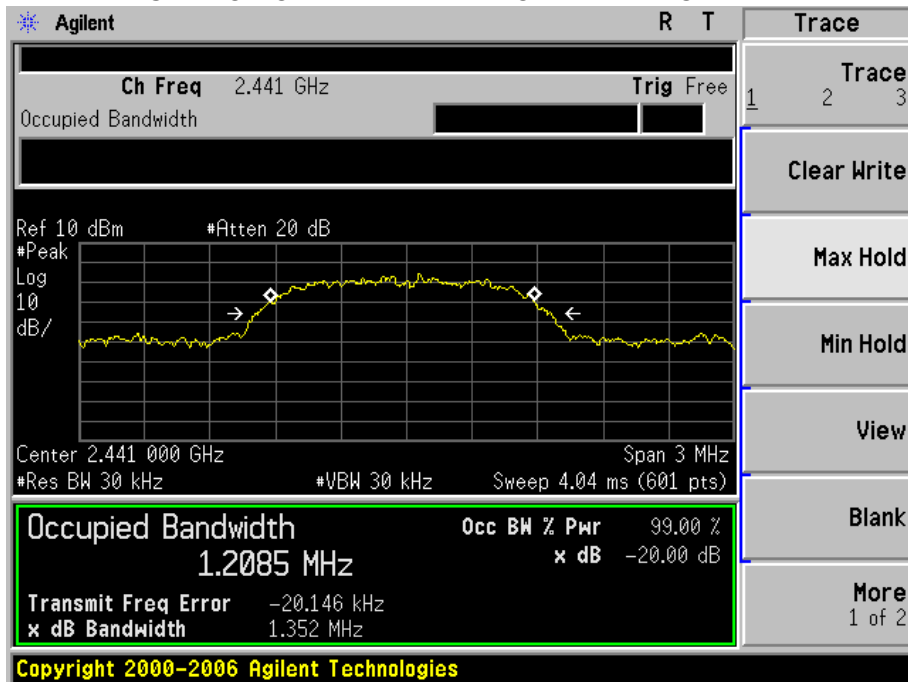 Agilent R T Trace
Ch Freq 2.441 GHz Trig Free
Occupied Bandwidth
Trace
1 2 3
Clear Write
Max Hold
Min Hold
View
Blank
More
1 of 2
Ref 10 dBm #Atten 20 dB
#Peak
Log
10
dB/
Center 2.441 000 GHz Span 3 MHz
#Res BW 30 kHz #VBW 30 kHz Sweep 4.04 ms (601 pts)
Occupied Bandwidth Occ BW % Pwr 99.00 %
1.2085 MHz x dB -20.00 dB
Transmit Freq Error -20.146 kHz
x dB Bandwidth 1.352 MHz
Copyright 2000-2006 Agilent Technologies